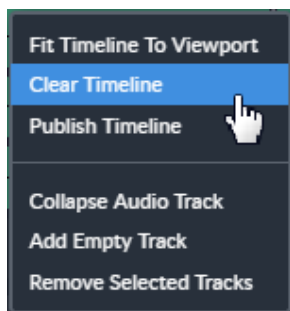 Fit Timeline To Viewport
Clear Timeline
Publish Timeline
Collapse Audio Track
Add Empty Track
Remove Selected Tracks